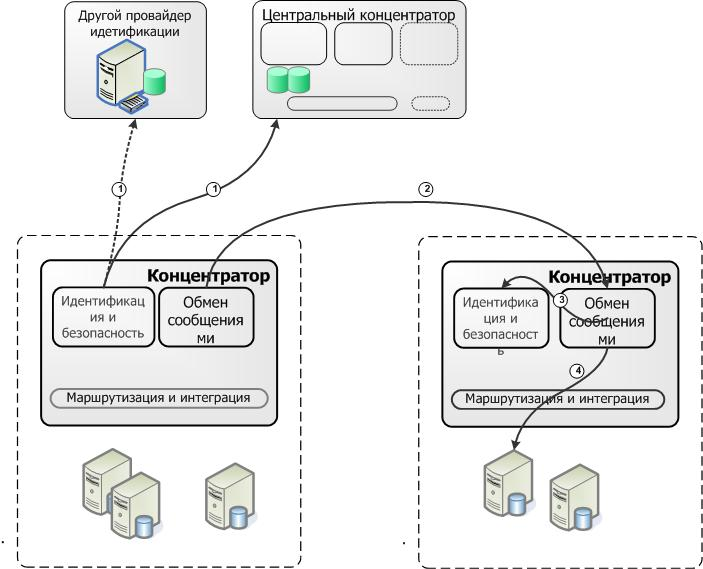 Другой провайдер
идетификации
Центральный концентратор
1
1
2
Концентратор
Идентификац
ия и
безопасность
Обмен
сообщения
ми
Маршрутизация и интеграция
Концентратор
Идентифика
ция и
безопасност
ь
3
Обмен
сообщения
ми
4
Маршрутизация и интеграция
.
.